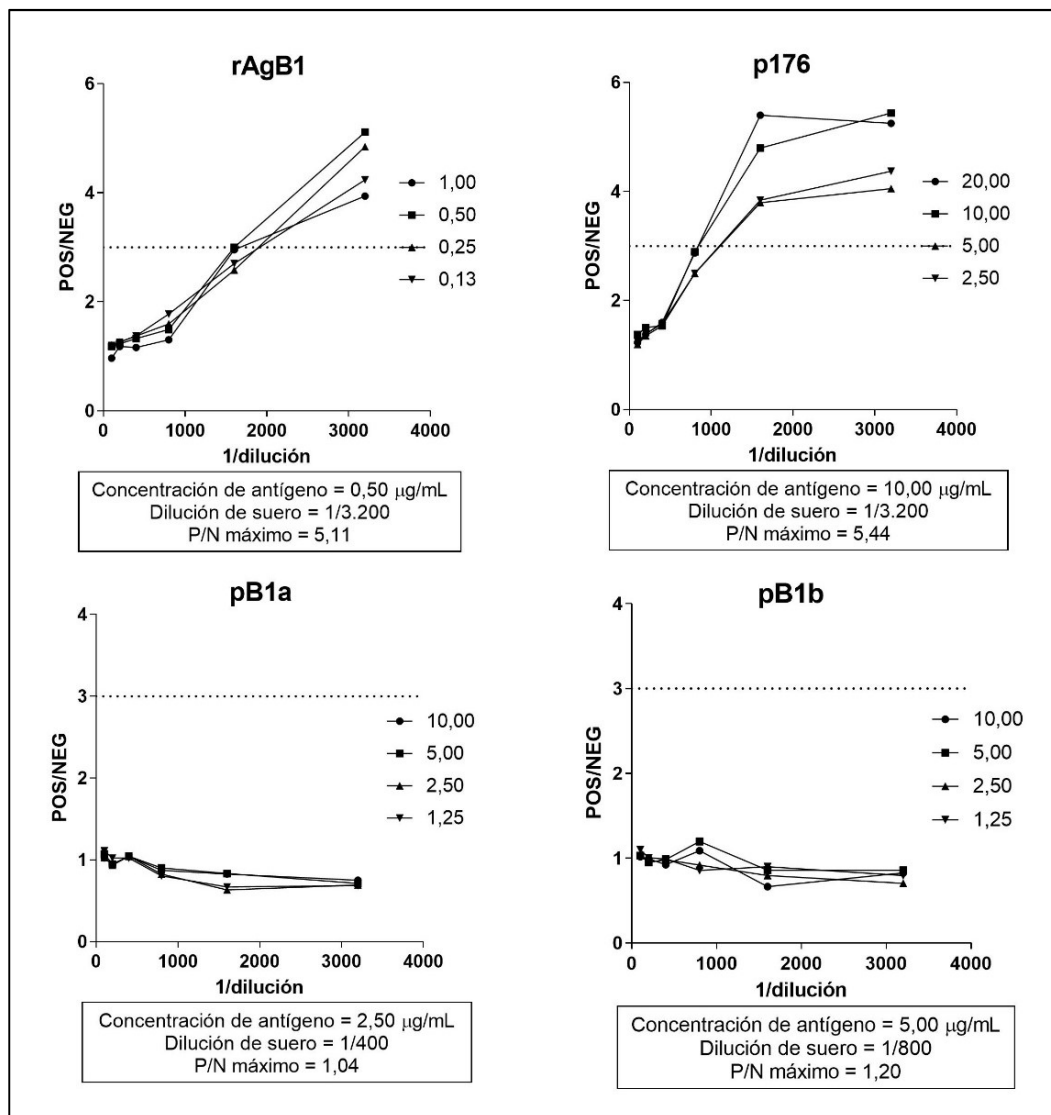 rAgB1
POS/NEG
6
4
2
0
0
1000
2000
3000
4000
1/dilución
1,00
0,50
0,25
0,13
Concentración de antígeno = 0,50 μg/mL
Dilución de suero = 1/3.200
P/N máximo = 5,11
p176
POS/NEG
6
4
2
0
0
1000
2000
3000
4000
1/dilución
20,00
10,00
5,00
2,50
Concentración de antígeno = 10,00 μg/mL
Dilución de suero = 1/3.200
P/N máximo = 5,44
pB1a
POS/NEG
4
3
2
1
0
0
1000
2000
3000
4000
1/dilución
10,00
5,00
2,50
1,25
Concentración de antígeno = 2,50 μg/mL
Dilución de suero = 1/400
P/N máximo = 1,04
pB1b
POS/NEG
4
3
2
1
0
0
1000
2000
3000
4000
1/dilución
10,00
5,00
2,50
1,25
Concentración de antígeno = 5,00 μg/mL
Dilución de suero = 1/800
P/N máximo = 1,20